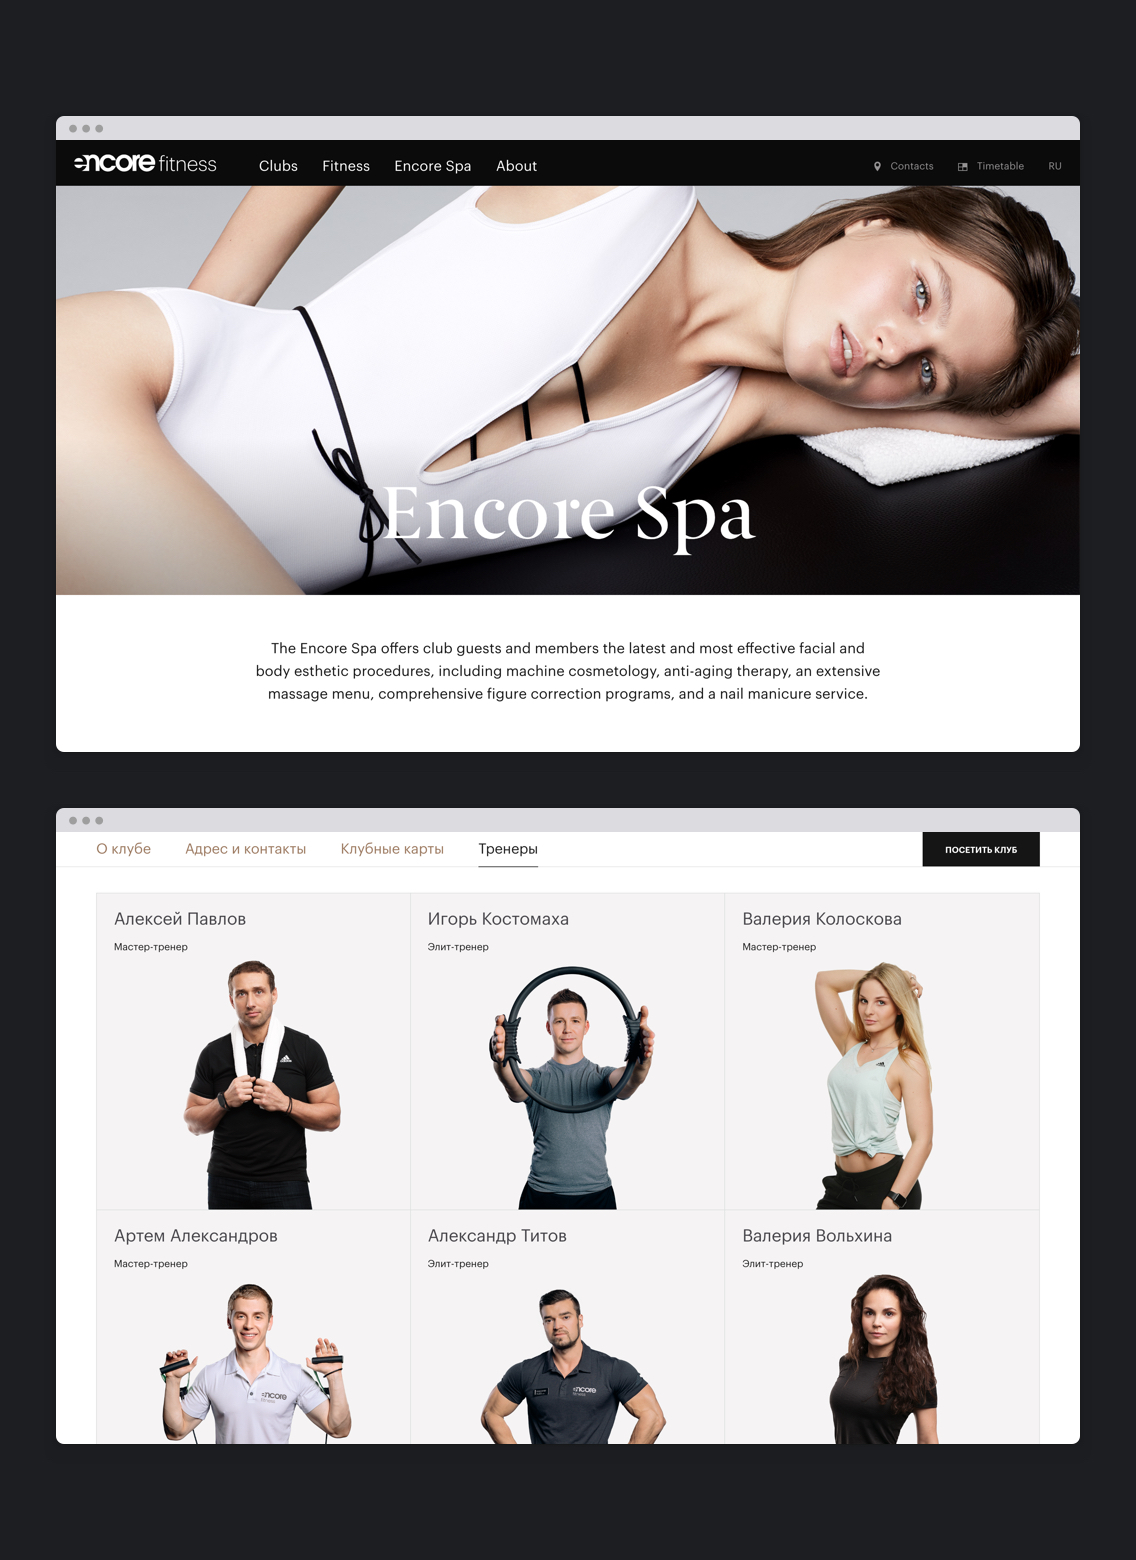 encore fitness
Clubs Fitness Encore Spa About
Contacts Timetable RU
Encore Spa
The Encore Spa offers club guests and members the latest and most effective facial and
body esthetic procedures, including machine cosmetology, anti-aging therapy, an extensive
massage menu, comprehensive figure correction programs, and a nail manicure service.
О клубе Адрес и контакты Клубные карты Тренеры
ПОСЕТИТЬ КЛУБ
Алексей Павлов
Мастер-тренер
Игорь Костомаха
Элит-тренер
Валерия Колоскова
Мастер-тренер
Артем Александров
Мастер-тренер
encore
fitness
Александр Титов
Элит-тренер
encore
fitness
Валерия Вольхина
Элит-тренер